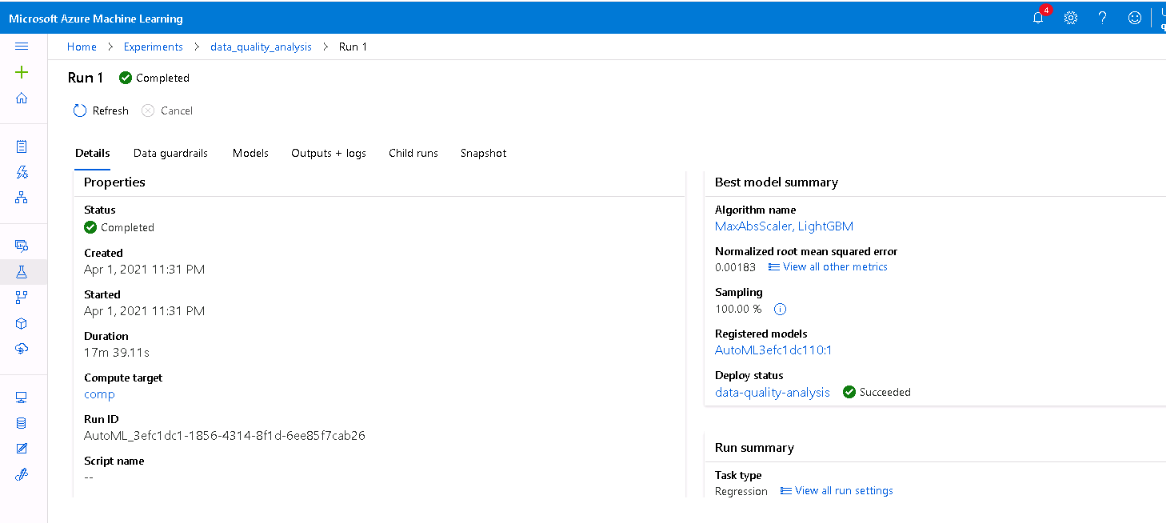 Microsoft Azure Machine Learning
4
Home > Experiments > data_quality_analysis > Run 1
Run 1 Completed
Refresh Cancel
Details Data guardrails Models Outputs + logs Child runs Snapshot
Properties
Status
Completed
Created
Apr 1, 2021 11:31 PM
Started
Apr 1, 2021 11:31 PM
Duration
17m 39.11s
Compute target
comp
Run ID
AutoML_3efc1dc1-1856-4314-8f1d-6ee85f7cab26
Script name
--
Best model summary
Algorithm name
MaxAbsScaler, LightGBM
Normalized root mean squared error
0.00183 View all other metrics
Sampling
100.00 %
Registered models
AutoML3efc1dc110:1
Deploy status
data-quality-analysis Succeeded
Run summary
Task type
Regression View all run settings